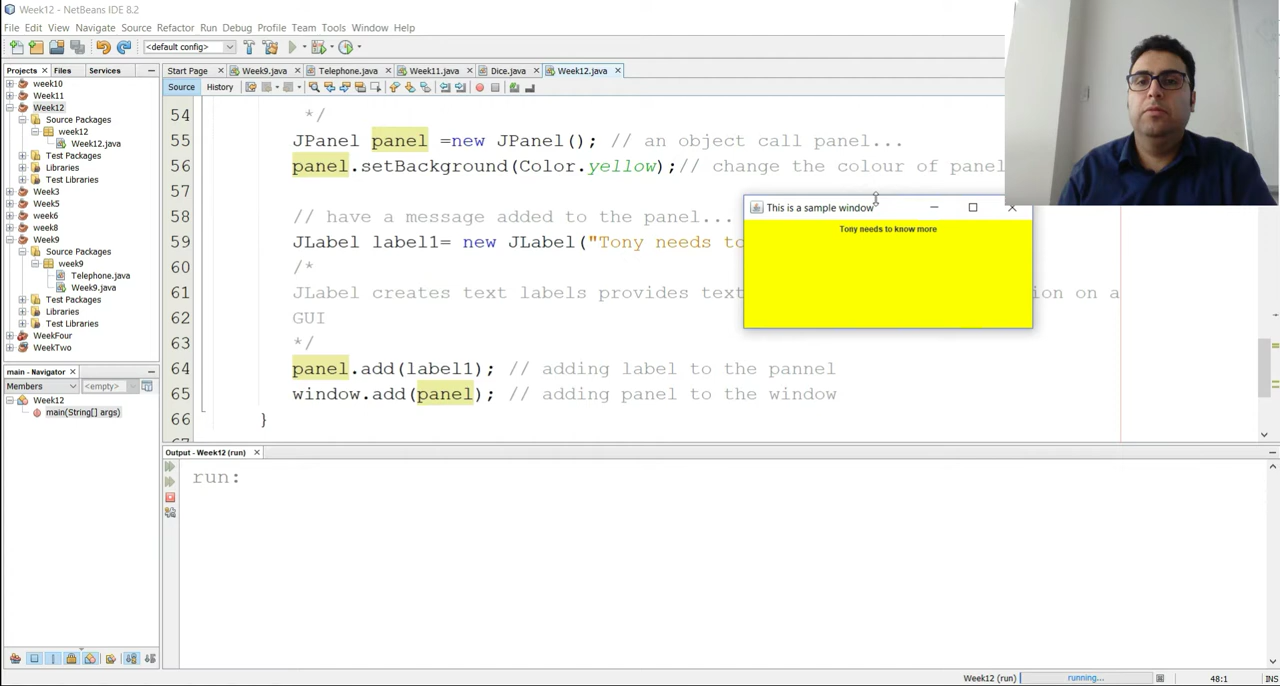 Week12 - NetBeans IDE 8.2
File Edit View Navigate Source Refactor Run Debug Profile Team Tools Window Help
<default config>
Projects Files Services
Start Page Week9.java Telephone.java Week11.java Dice.java Week12.java
Source History
week10
Week11
Week12
Source Packages
week12
Week12.java
Test Packages
Libraries
Test Libraries
Week3
Week5
week6
week8
Week9
Source Packages
week9
Telephone.java
Week9.java
Test Packages
Libraries
Test Libraries
WeekFour
WeekTwo
main - Navigator
Members <empty>
Week12
main(String[] args)
54 */
55 JPanel panel =new JPanel(); // an object call panel...
56 panel.setBackground(Color.yellow);// change the colour of panel
57
58 // have a message added to the panel...
59 JLabel label1= new JLabel("Tony needs to
60 /*
61 JLabel creates text labels provides text ion on a
62 GUI
63 */
64 panel.add(label1); // adding label to the pannel
65 window.add(panel); // adding panel to the window
66 }
This is a sample window
Tony needs to know more
Output - Week12 (run)
run:
Week12 (run) running... 48:1 INS